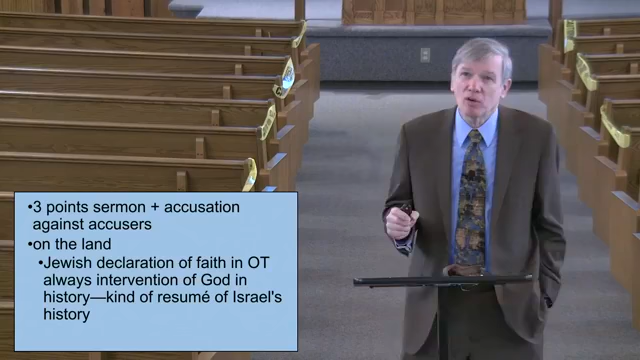 •3 points sermon + accusation
against accusers
•on the land
•Jewish declaration of faith in OT
always intervention of God in
history—kind of resumé of Israel's
history